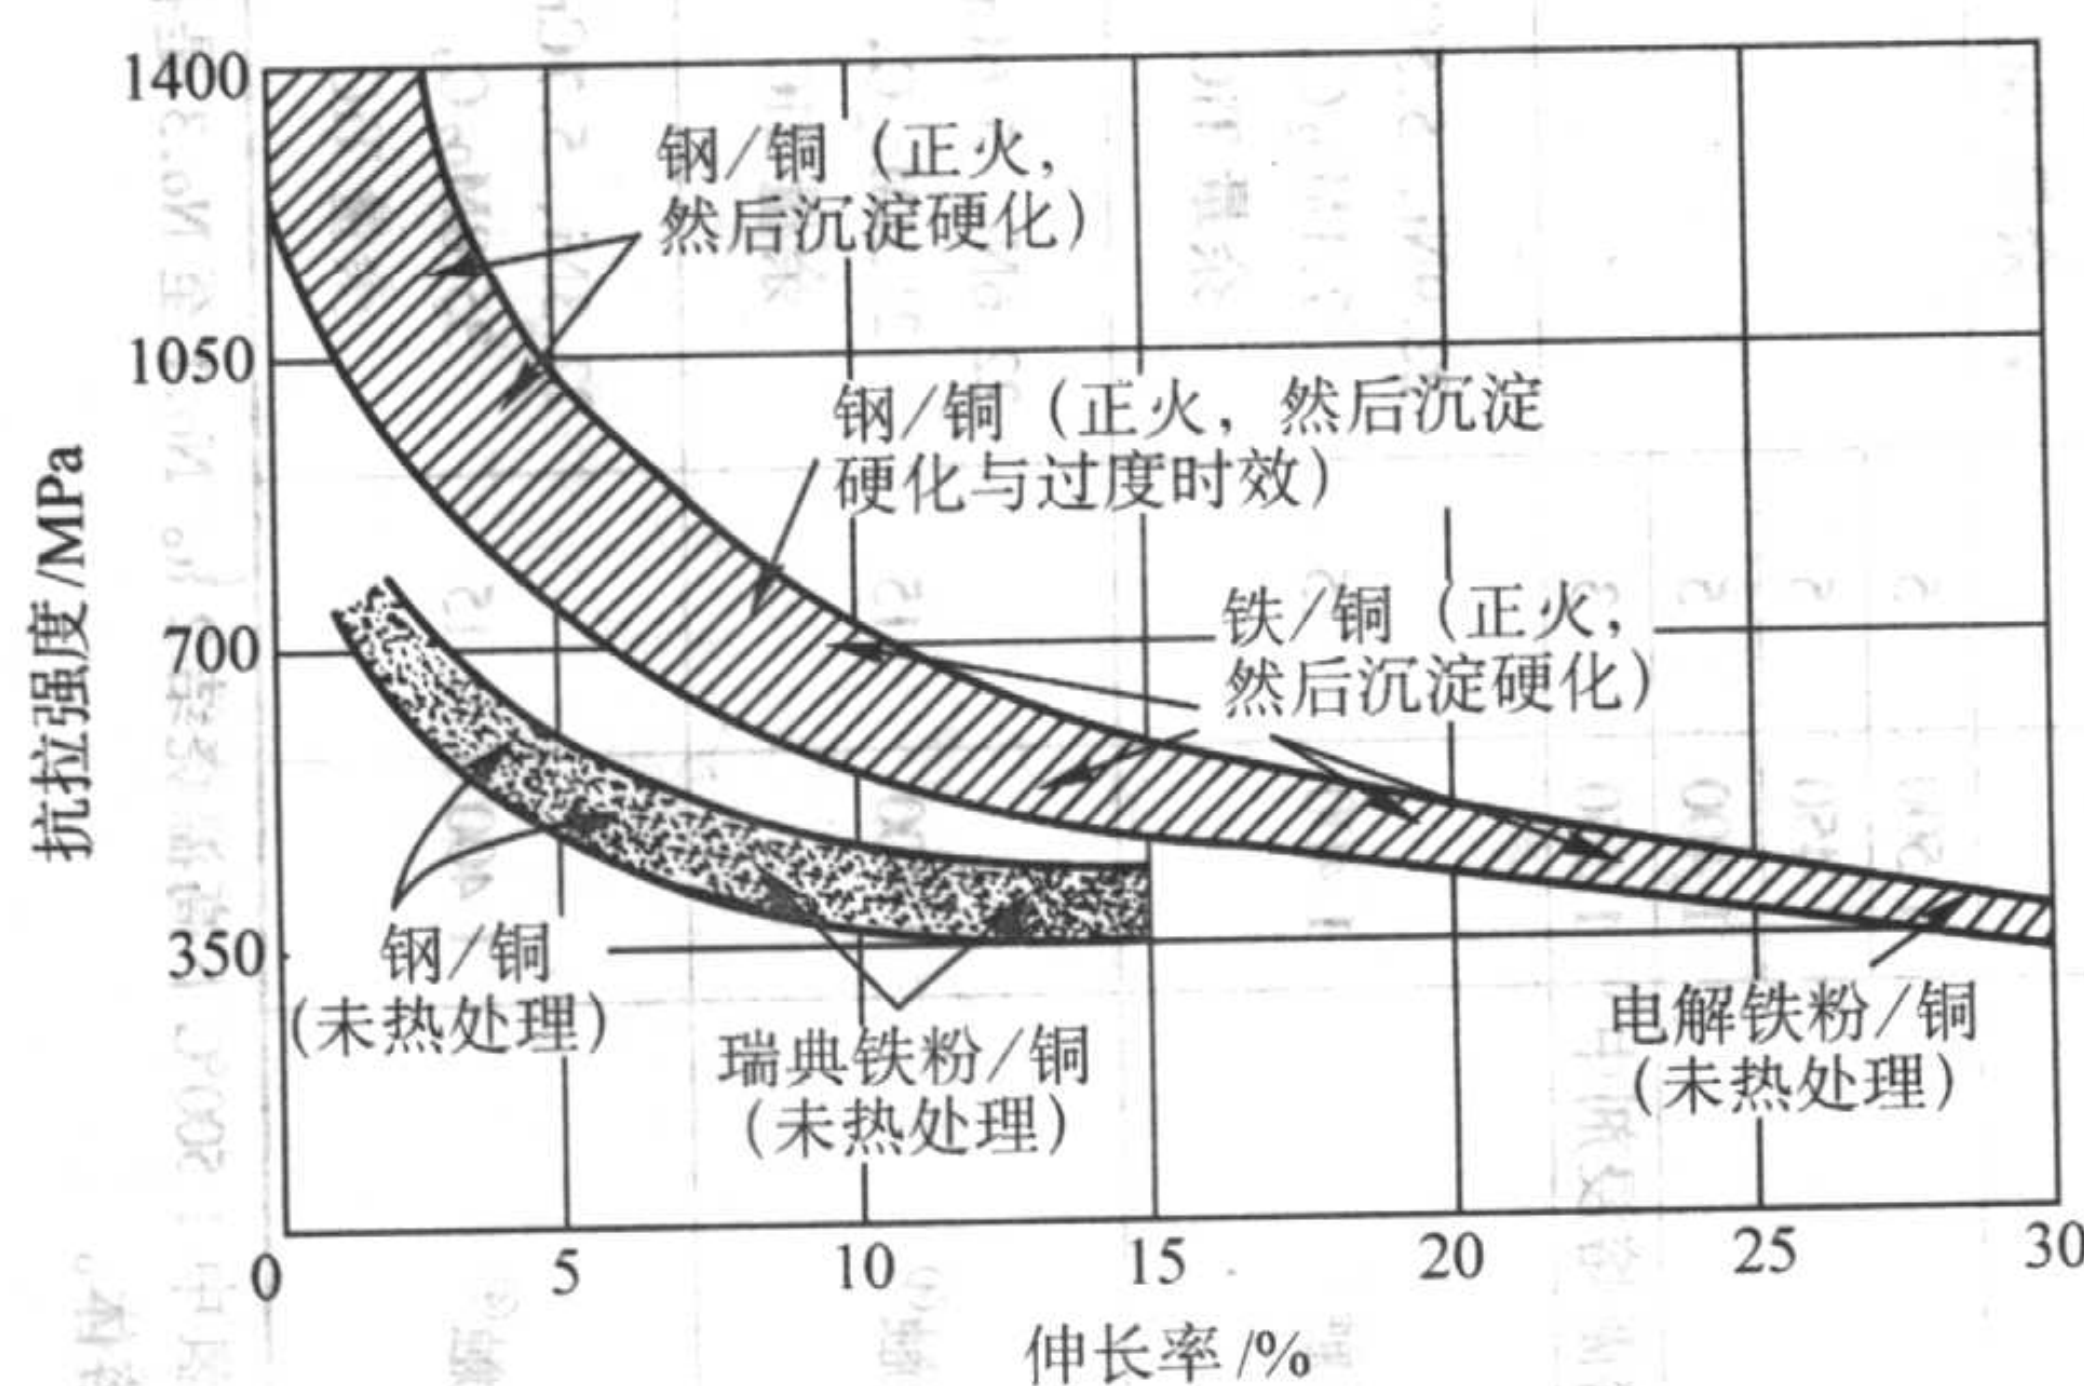 1400
钢/铜（正火，
然后沉淀硬化）
1050
钢/铜（正火，然后沉淀
硬化与过度时效）
铁/铜（正火，
然后沉淀硬化）
700
抗拉强度/MPa
350
钢/铜
（未热处理）
瑞典铁粉/铜
（未热处理）
电解铁粉/铜
（未热处理）
0 5 10 15 20 25 30
伸长率/%